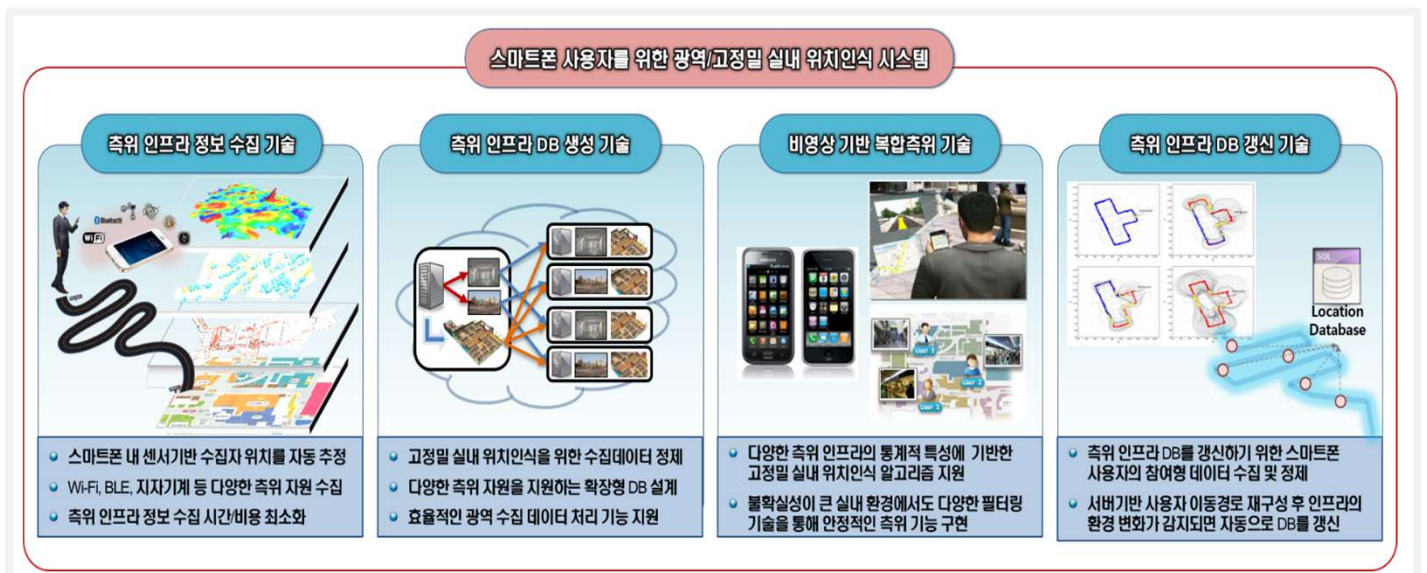 스마트폰 사용자를 위한 광역/고정밀 실내 위치인식 시스템
측위 인프라 정보 수집 기술
Bluetooth
WiFi
스마트폰 내 센서기반 수집자 위치를 자동 추정
Wi-Fi, BLE, 지자기계 등 다양한 측위 자원 수집
측위 인프라 정보 수집 시간/비용 최소화
측위 인프라 DB 생성 기술
고정밀 실내 위치인식을 위한 수집데이터 정제
다양한 측위 자원을 지원하는 확장형 DB 설계
효율적인 광역 수집 데이터 처리 기능 지원
비영상 기반 복합측위 기술
User 3
User 2
User 1
다양한 측위 인프라의 통계적 특성에 기반한
고정밀 실내 위치인식 알고리즘 지원
불확실성이 큰 실내 환경에서도 다양한 필터링
기술을 통해 안정적인 측위 기능 구현
측위 인프라 DB 갱신 기술
SQL
Location
Database
측위 인프라 DB를 갱신하기 위한 스마트폰
사용자의 참여형 데이터 수집 및 정제
서버기반 사용자 이동경로 재구성 후 인프라의
환경 변화가 감지되면 자동으로 DB를 갱신